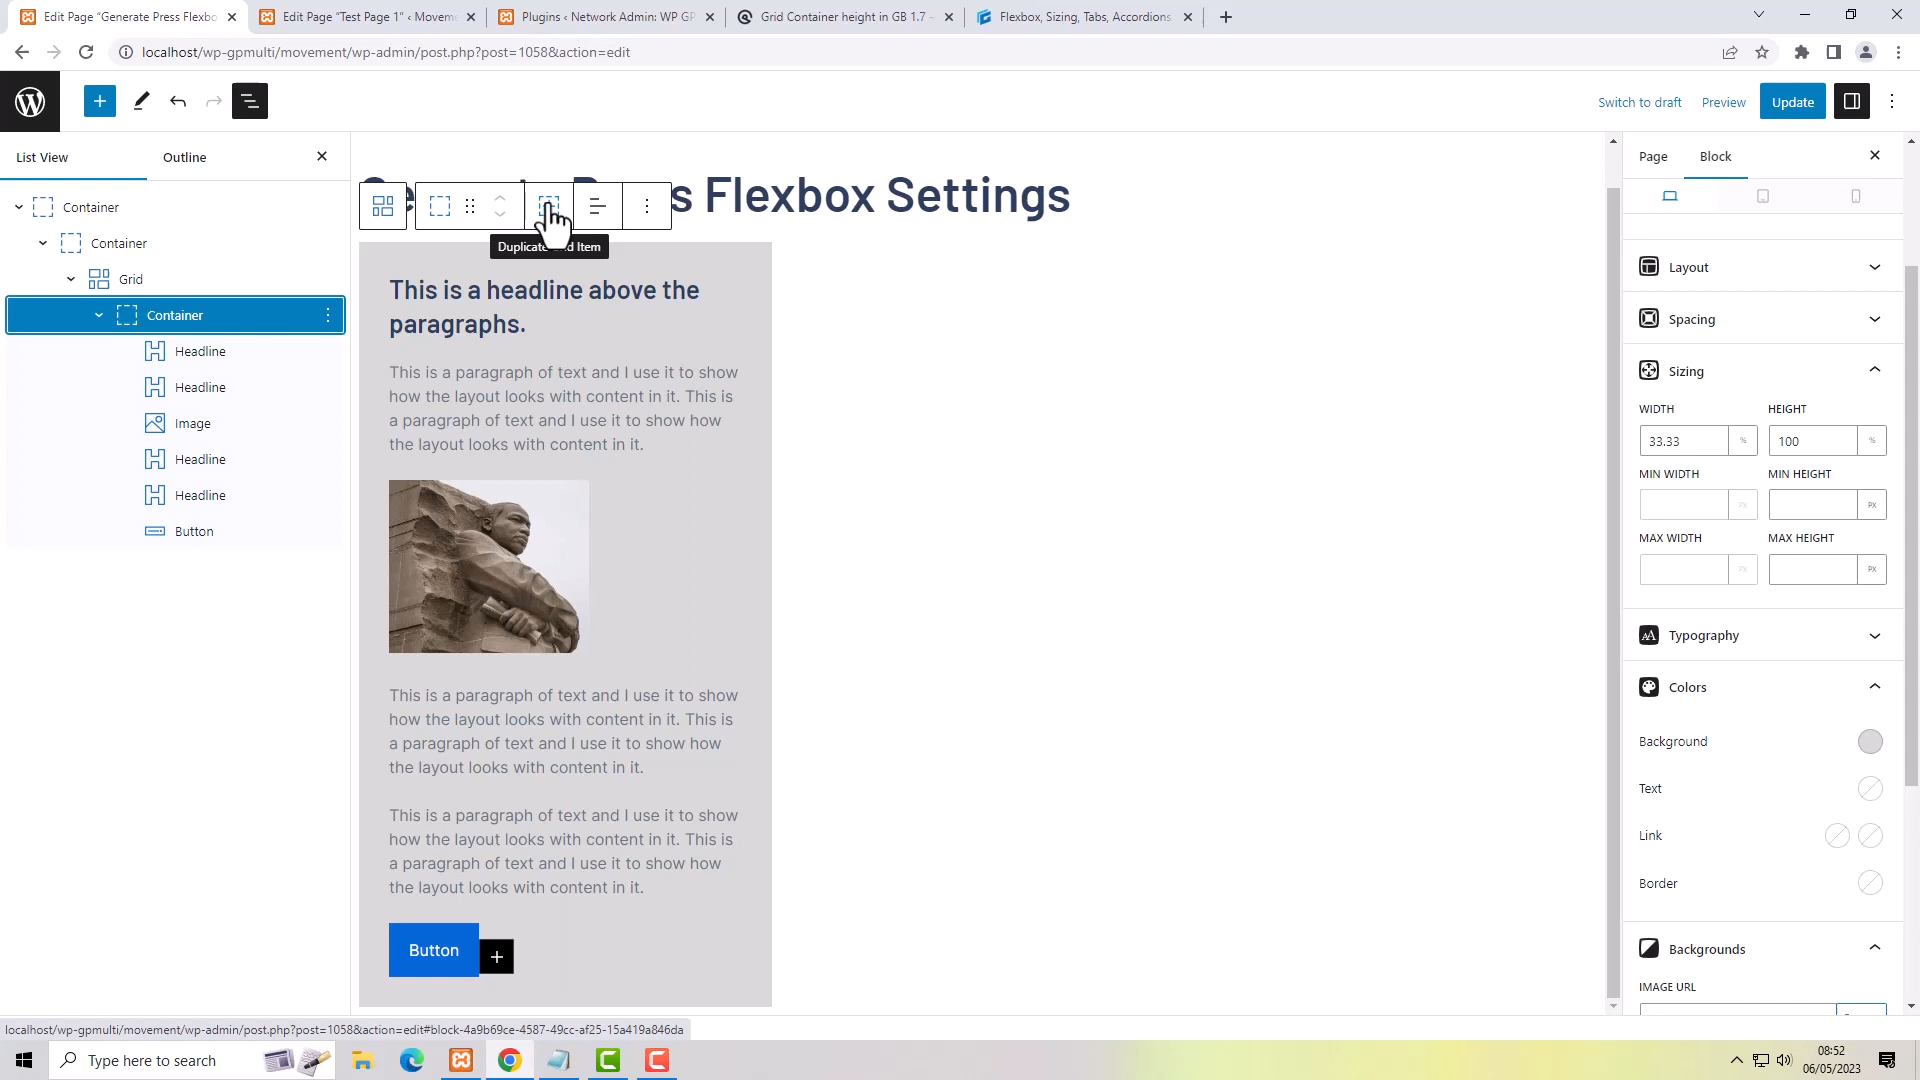 Edit Page "Generate Press Flexbo
Edit Page "Test Page 1" ‹ Movem
Plugins ‹ Network Admin: WP GP
Grid Container height in GB 1.7 -
Flexbox, Sizing, Tabs, Accordions
localhost/wp-gpmulti/movement/wp-admin/post.php?post=1058&action=edit
Switch to draft
Preview
Update
List View
Outline
Container
Container
Grid
Container
Headline
Headline
Image
Headline
Headline
Button
s Flexbox Settings
Duplicate Item
This is a headline above the
paragraphs.
This is a paragraph of text and I use it to show
how the layout looks with content in it. This is
a paragraph of text and I use it to show how
the layout looks with content in it.
This is a paragraph of text and I use it to show
how the layout looks with content in it. This is
a paragraph of text and I use it to show how
the layout looks with content in it.
This is a paragraph of text and I use it to show
how the layout looks with content in it. This is
a paragraph of text and I use it to show how
the layout looks with content in it.
Button
Page
Block
Layout
Spacing
Sizing
WIDTH
HEIGHT
33.33 %
100 %
MIN WIDTH
MIN HEIGHT
PX
PX
MAX WIDTH
MAX HEIGHT
PX
PX
Typography
Colors
Background
Text
Link
Border
Backgrounds
IMAGE URL
localhost/wp-gpmulti/movement/wp-admin/post.php?post=1058&action=edit#block-4a9b69ce-4587-49cc-af25-15a419a846da
Type here to search
08:52
06/05/2023